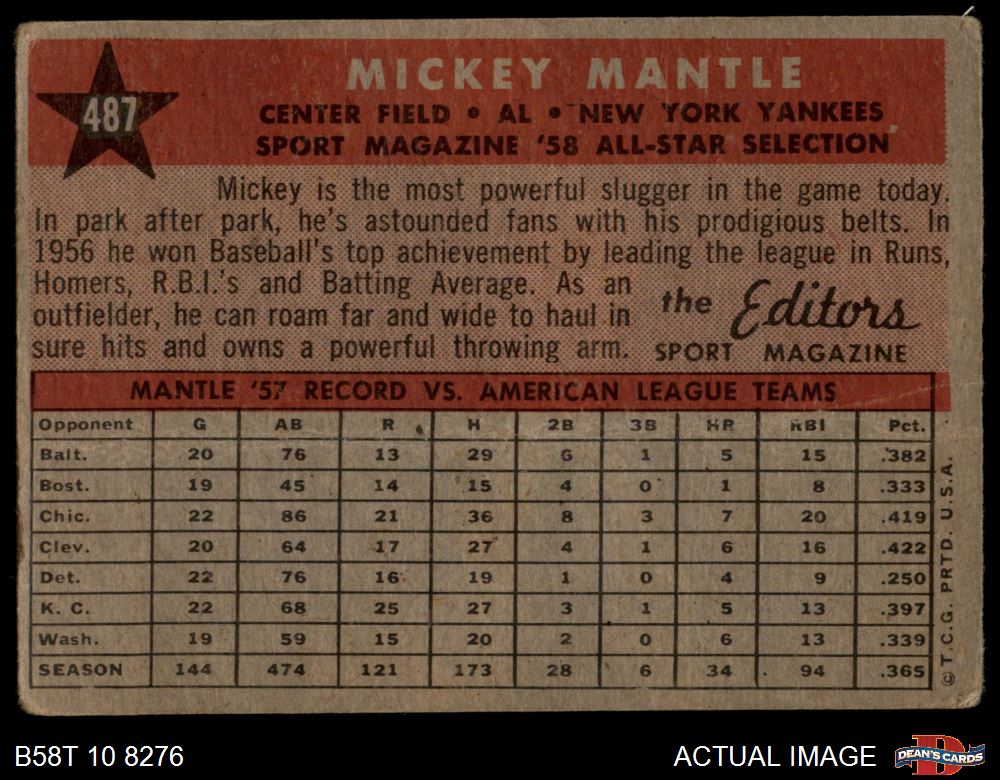 487
MICKEY MANTLE
CENTER FIELD • AL • NEW YORK YANKEES
SPORT MAGAZINE '58 ALL-STAR SELECTION
Mickey is the most powerful slugger in the game today.
In park after park, he's astounded fans with his prodigious belts. In
1956 he won Baseball's top achievement by leading the league in Runs,
Homers, R.B.I.'s and Batting Average. As an
outfielder, he can roam far and wide to haul in
sure hits and owns a powerful throwing arm.
the Editors
SPORT MAGAZINE
MANTLE '57 RECORD VS. AMERICAN LEAGUE TEAMS
Opponent G AB R H 2B 3B HR RBI Pct.
Balt. 20 76 13 29 6 1 5 15 .382
Bost. 19 45 14 15 4 0 1 8 .333
Chic. 22 86 21 36 8 3 7 20 .419
Clev. 20 64 17 27 4 1 6 16 .422
Det. 22 76 16 19 1 0 4 9 .250
K. C. 22 68 25 27 3 1 5 13 .397
Wash. 19 59 15 20 2 0 6 13 .339
SEASON 144 474 121 173 28 6 34 94 .365
© T.C.G. PRTD. U.S.A.
B58T 10 8276
ACTUAL IMAGE
DEAN'S CARDS